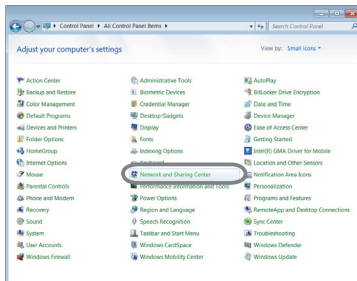 Control Panel ▸ All Control Panel Items ▸
Search Control Panel
Adjust your computer's settings
View by: Small icons
Action Center
Administrative Tools
AutoPlay
Backup and Restore
Biometric Devices
BitLocker Drive Encryption
Color Management
Credential Manager
Date and Time
Default Programs
Desktop Gadgets
Device Manager
Devices and Printers
Display
Ease of Access Center
Folder Options
Fonts
Getting Started
HomeGroup
Indexing Options
Intel(R) GMA Driver for Mobile
Internet Options
Keyboard
Location and Other Sensors
Mouse
Network and Sharing Center
Notification Area Icons
Parental Controls
Performance Information and Tools
Personalization
Phone and Modem
Power Options
Programs and Features
Recovery
Region and Language
RemoteApp and Desktop Connections
Sound
Speech Recognition
Sync Center
System
Taskbar and Start Menu
Troubleshooting
User Accounts
Windows CardSpace
Windows Defender
Windows Firewall
Windows Mobility Center
Windows Update